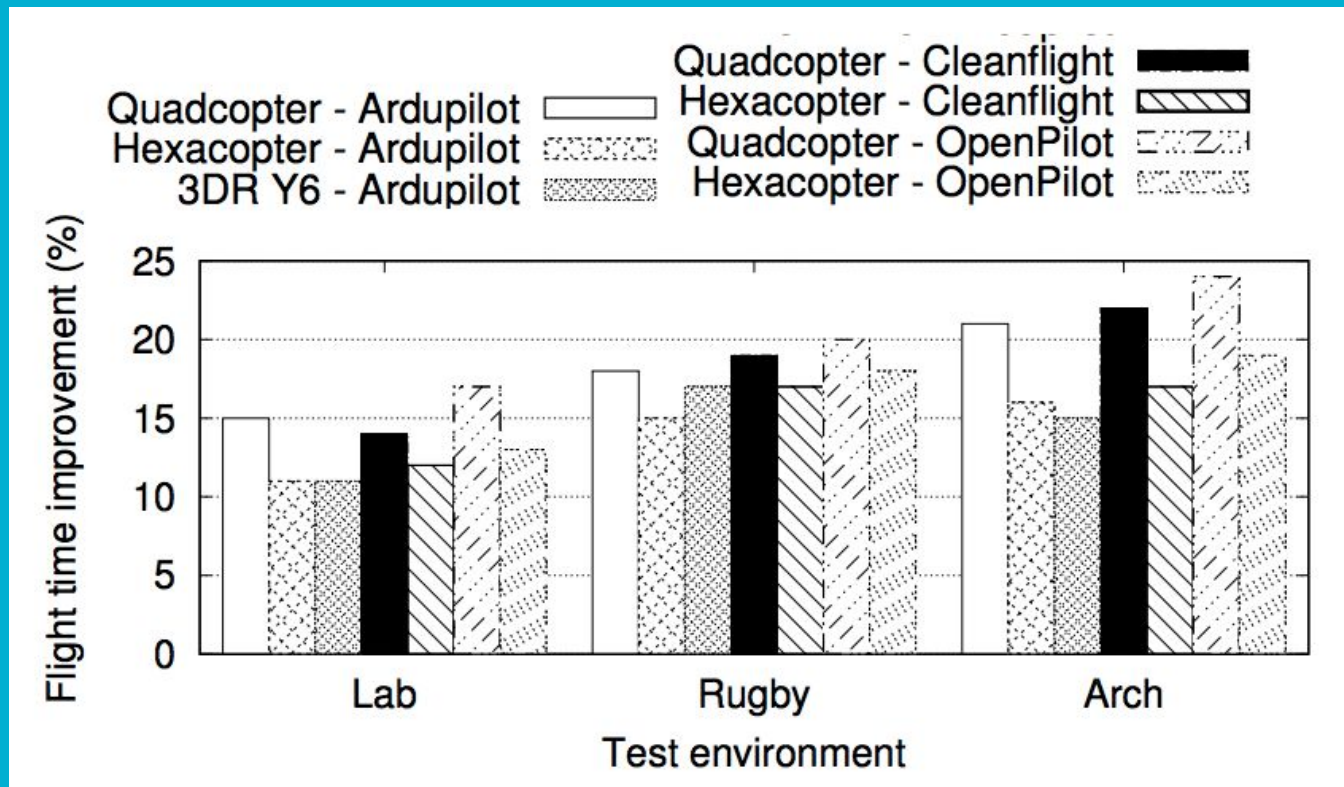 Quadcopter - Cleanflight
Quadcopter - Ardupilot
Hexacopter - Cleanflight
Hexacopter - Ardupilot
Quadcopter - OpenPilot
3DR Y6 - Ardupilot
Hexacopter - OpenPilot
Flight time improvement (%)
25
20
15
10
5
0
Lab
Rugby
Arch
Test environment